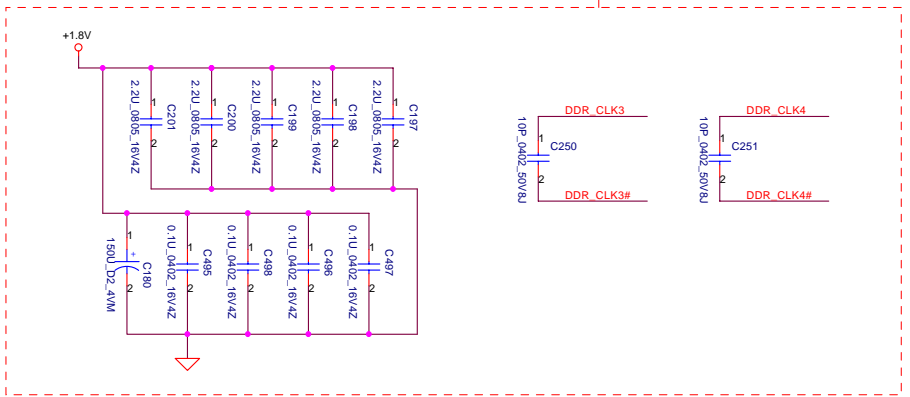 +1.8V
1
2.2U_0805_16V4Z
C201
2
1
2.2U_0805_16V4Z
C200
2
1
2.2U_0805_16V4Z
C199
2
1
2.2U_0805_16V4Z
C198
2
1
2.2U_0805_16V4Z
C197
2
1
+
150U_D2_4VM
C180
2
1
0.1U_0402_16V4Z
C495
2
1
0.1U_0402_16V4Z
C498
2
1
0.1U_0402_16V4Z
C496
2
1
0.1U_0402_16V4Z
C497
2
DDR_CLK3
1
10P_0402_50V8J
C250
2
DDR_CLK3#
DDR_CLK4
1
10P_0402_50V8J
C251
2
DDR_CLK4#